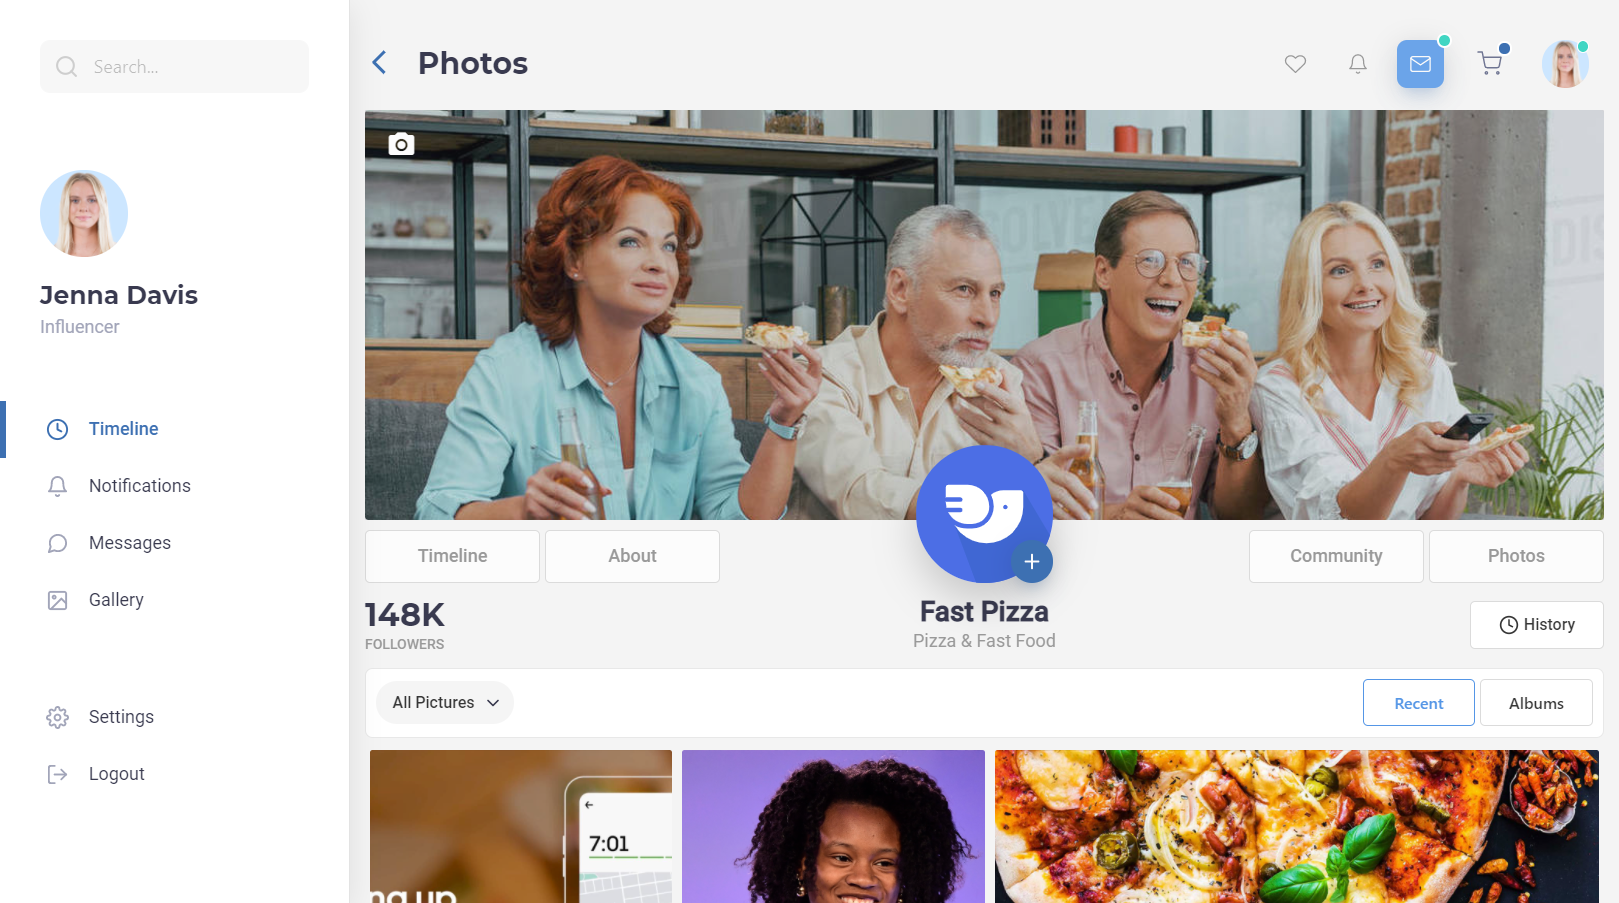 Search...
Photos
Jenna Davis
Influencer
Timeline
Notifications
Messages
Gallery
Settings
Logout
Timeline
About
Community
Photos
148K
FOLLOWERS
Fast Pizza
Pizza & Fast Food
History
All Pictures
Recent
Albums
7:01